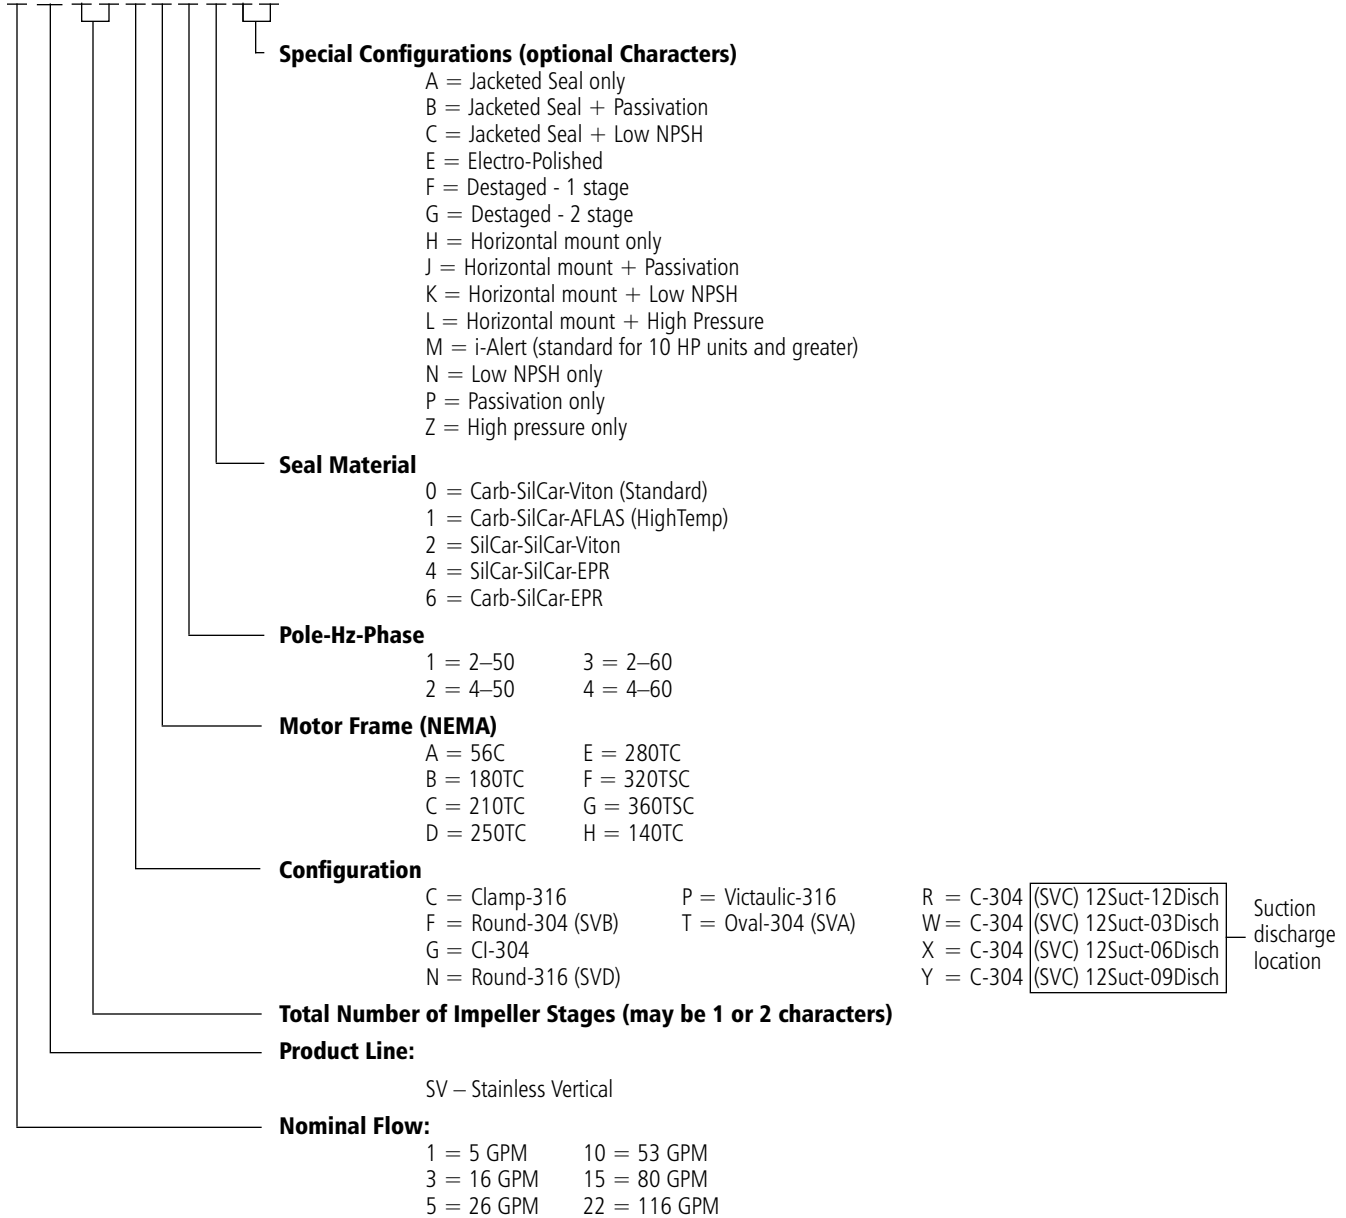 Special Configurations (optional Characters)
A = Jacketed Seal only
B = Jacketed Seal + Passivation
C = Jacketed Seal + Low NPSH
E = Electro-Polished
F = Destaged - 1 stage
G = Destaged - 2 stage
H = Horizontal mount only
J = Horizontal mount + Passivation
K = Horizontal mount + Low NPSH
L = Horizontal mount + High Pressure
M = i-Alert (standard for 10 HP units and greater)
N = Low NPSH only
P = Passivation only
Z = High pressure only
Seal Material
0 = Carb-SilCar-Viton (Standard)
1 = Carb-SilCar-AFLAS (HighTemp)
2 = SilCar-SilCar-Viton
4 = SilCar-SilCar-EPR
6 = Carb-SilCar-EPR
Pole-Hz-Phase
1 = 2–50 3 = 2–60
2 = 4–50 4 = 4–60
Motor Frame (NEMA)
A = 56C E = 280TC
B = 180TC F = 320TSC
C = 210TC G = 360TSC
D = 250TC H = 140TC
Configuration
C = Clamp-316 P = Victaulic-316 R = C-304 (SVC) 12Suct-12Disch
F = Round-304 (SVB) T = Oval-304 (SVA) W = C-304 (SVC) 12Suct-03Disch
G = CI-304 X = C-304 (SVC) 12Suct-06Disch
N = Round-316 (SVD) Y = C-304 (SVC) 12Suct-09Disch
Suction
discharge
location
Total Number of Impeller Stages (may be 1 or 2 characters)
Product Line:
SV – Stainless Vertical
Nominal Flow:
1 = 5 GPM 10 = 53 GPM
3 = 16 GPM 15 = 80 GPM
5 = 26 GPM 22 = 116 GPM